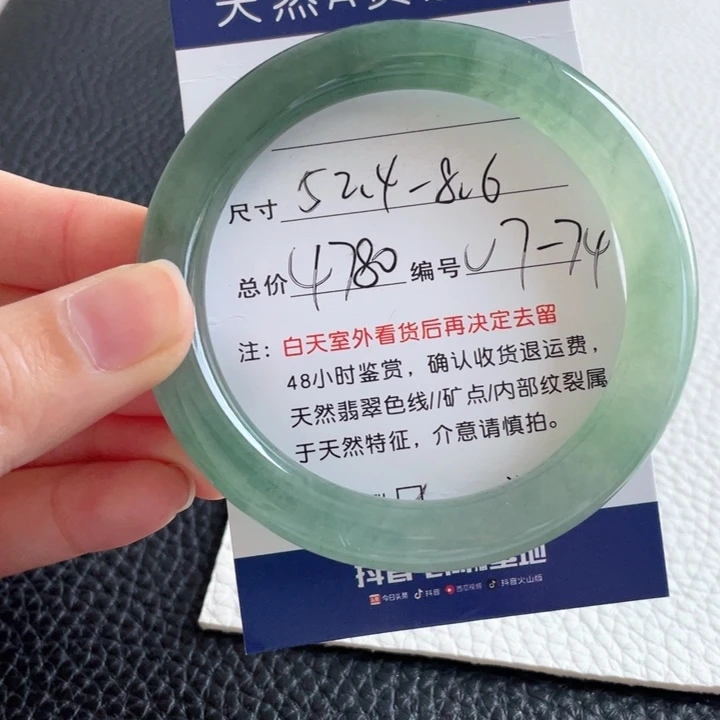 天然A货
尺寸 52.4-8.6
总价 4780 编号 U7-74
注：白天室外看货后再决定去留
48小时鉴赏，确认收货退运费，
天然翡翠色线//矿点/内部纹裂属
于天然特征，介意请慎拍。
抖音
今日头条 抖音 西瓜视频 抖音火山版